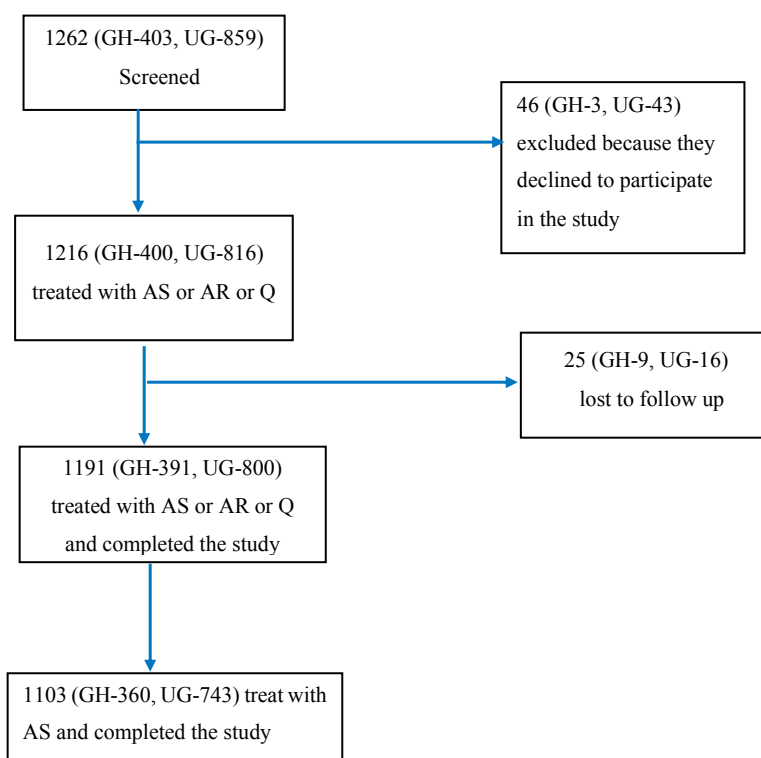 1262 (GH-403, UG-859)
Screened
46 (GH-3, UG-43)
excluded because they
declined to participate
in the study
1216 (GH-400, UG-816)
treated with AS or AR or Q
25 (GH-9, UG-16)
lost to follow up
1191 (GH-391, UG-800)
treated with AS or AR or Q
and completed the study
1103 (GH-360, UG-743) treat with
AS and completed the study